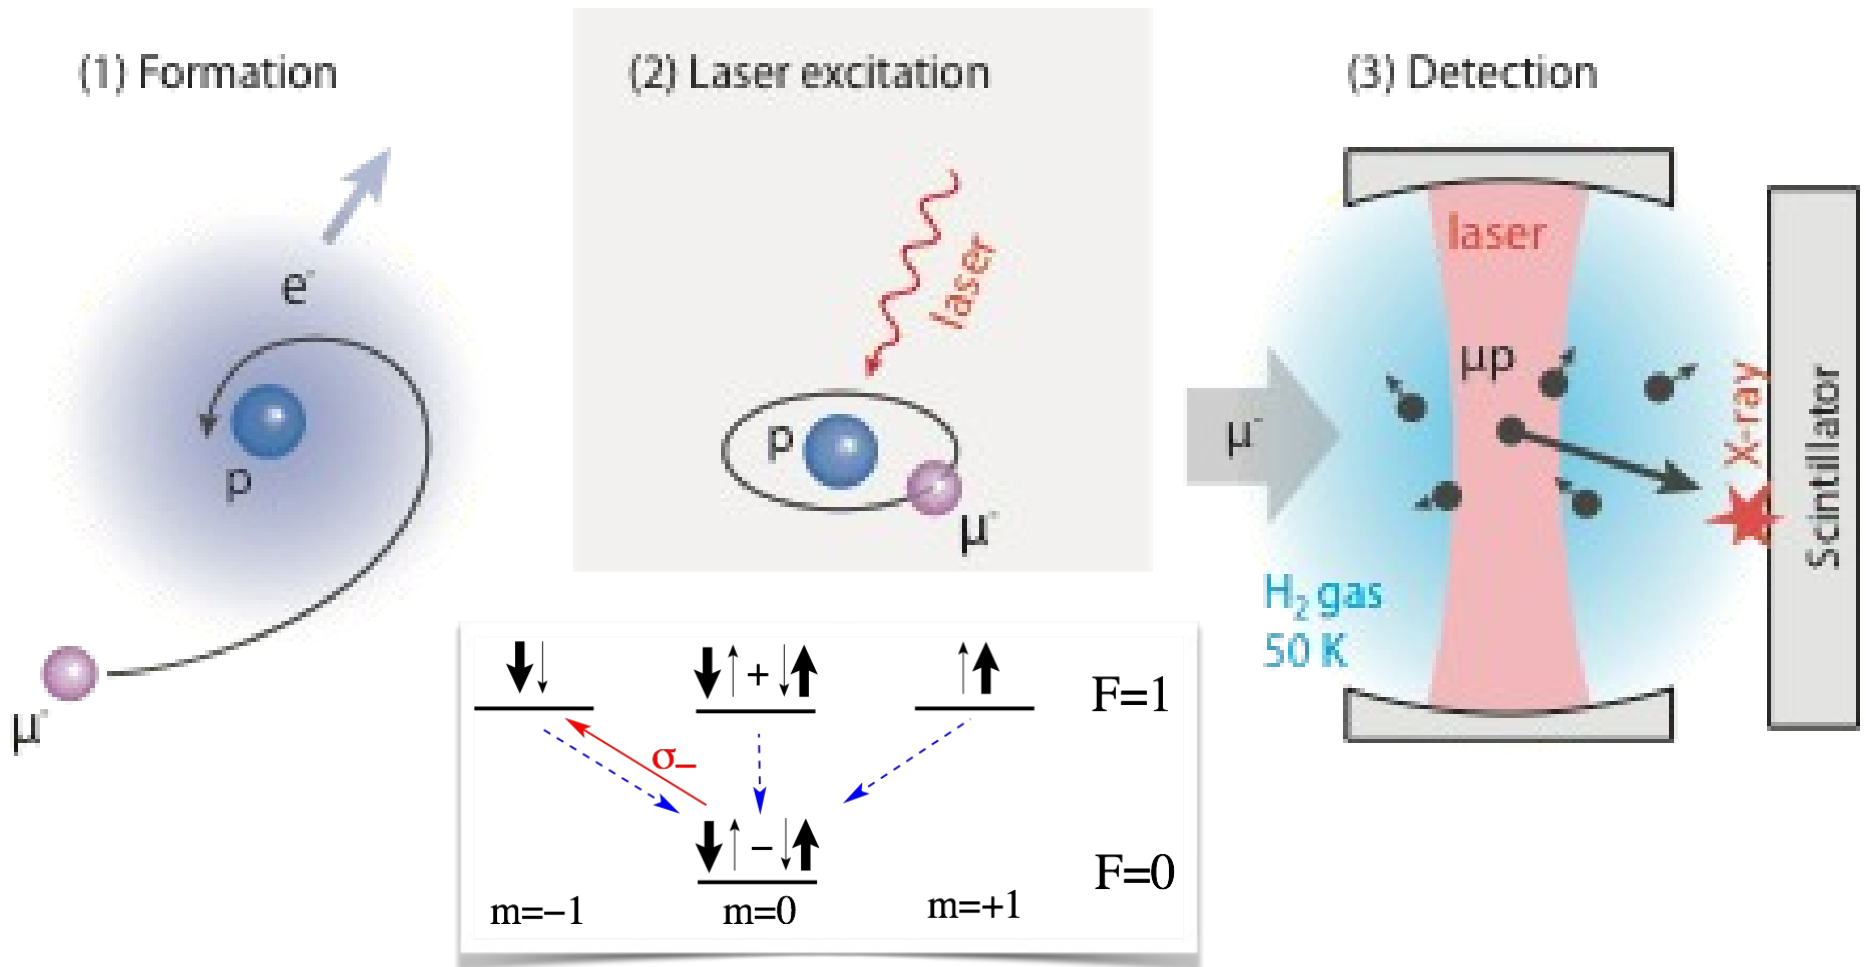 (1) Formation
e⁻
p
μ⁻
(2) Laser excitation
laser
p
μ⁻
(3) Detection
laser
μp
μ⁻
X-ray
Scintillator
H₂ gas
50 K
+
F=1
σ₋
−
F=0
m=−1
m=0
m=+1